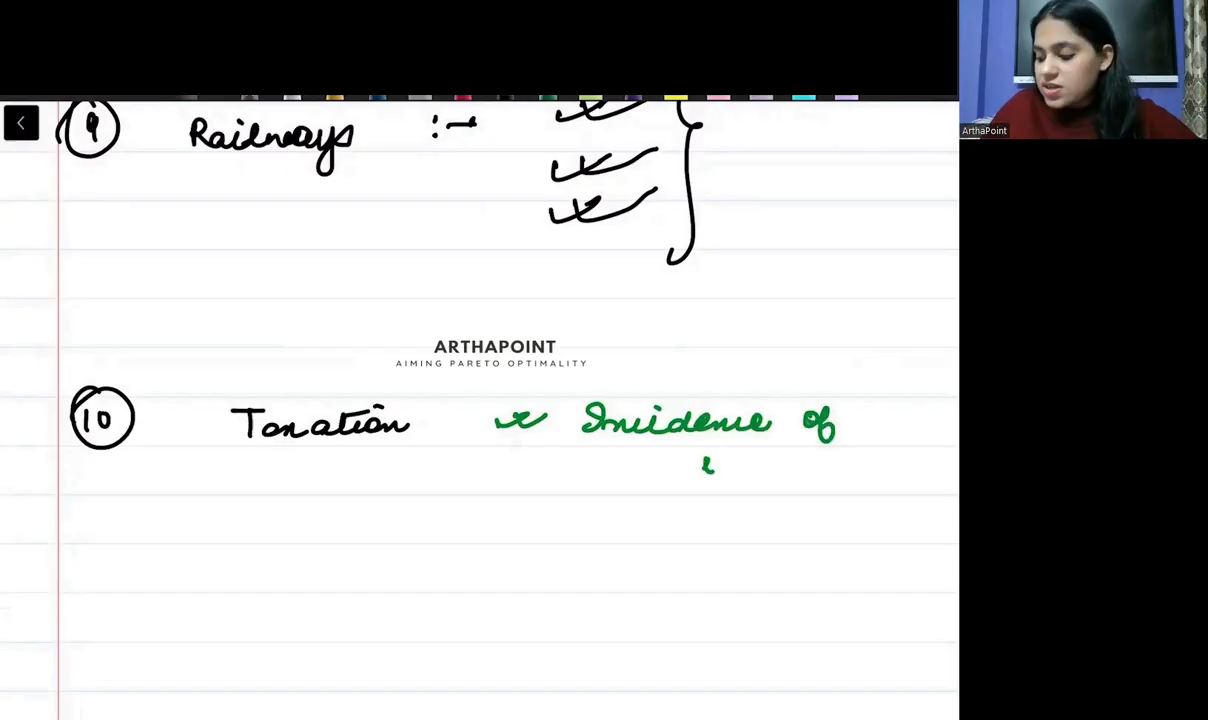 9 Railways :-
ArthaPoint
ARTHAPOINT
AIMING PARETO OPTIMALITY
10 Taxation Incidence of